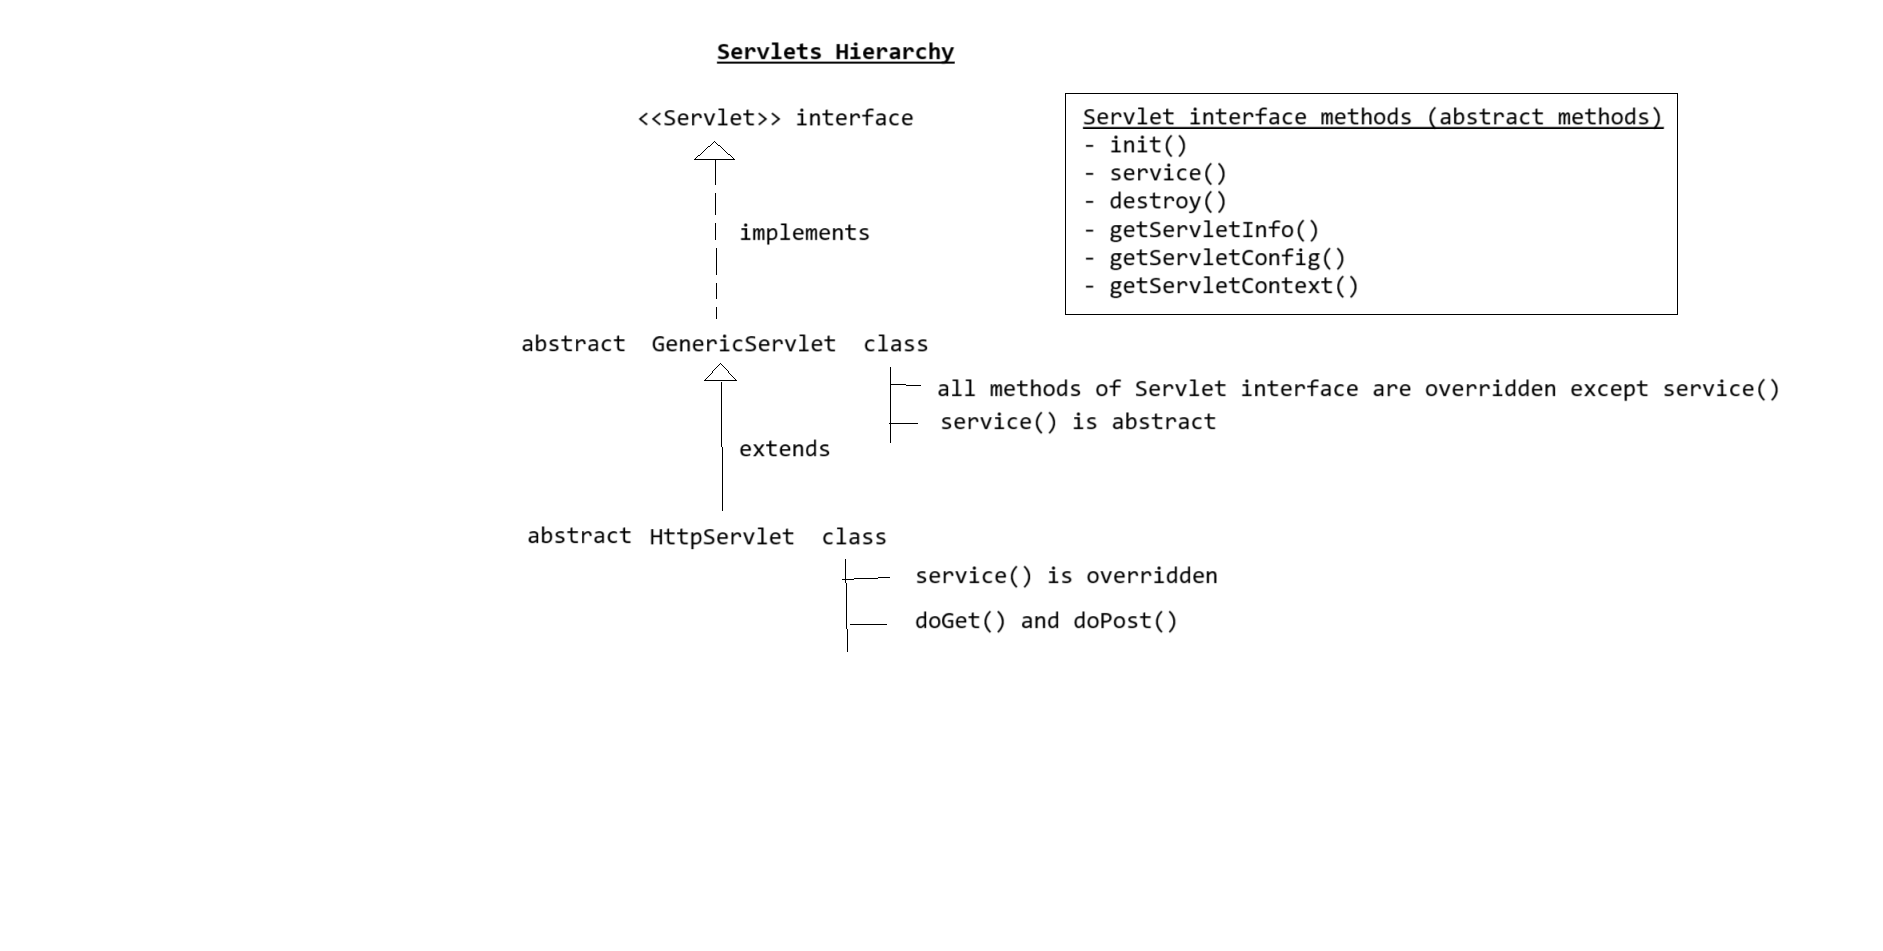 Servlets Hierarchy
<<Servlet>> interface
Servlet interface methods (abstract methods)
- init()
- service()
- destroy()
- getServletInfo()
- getServletConfig()
- getServletContext()
implements
abstract GenericServlet class
all methods of Servlet interface are overridden except service()
service() is abstract
extends
abstract HttpServlet class
service() is overridden
doGet() and doPost()